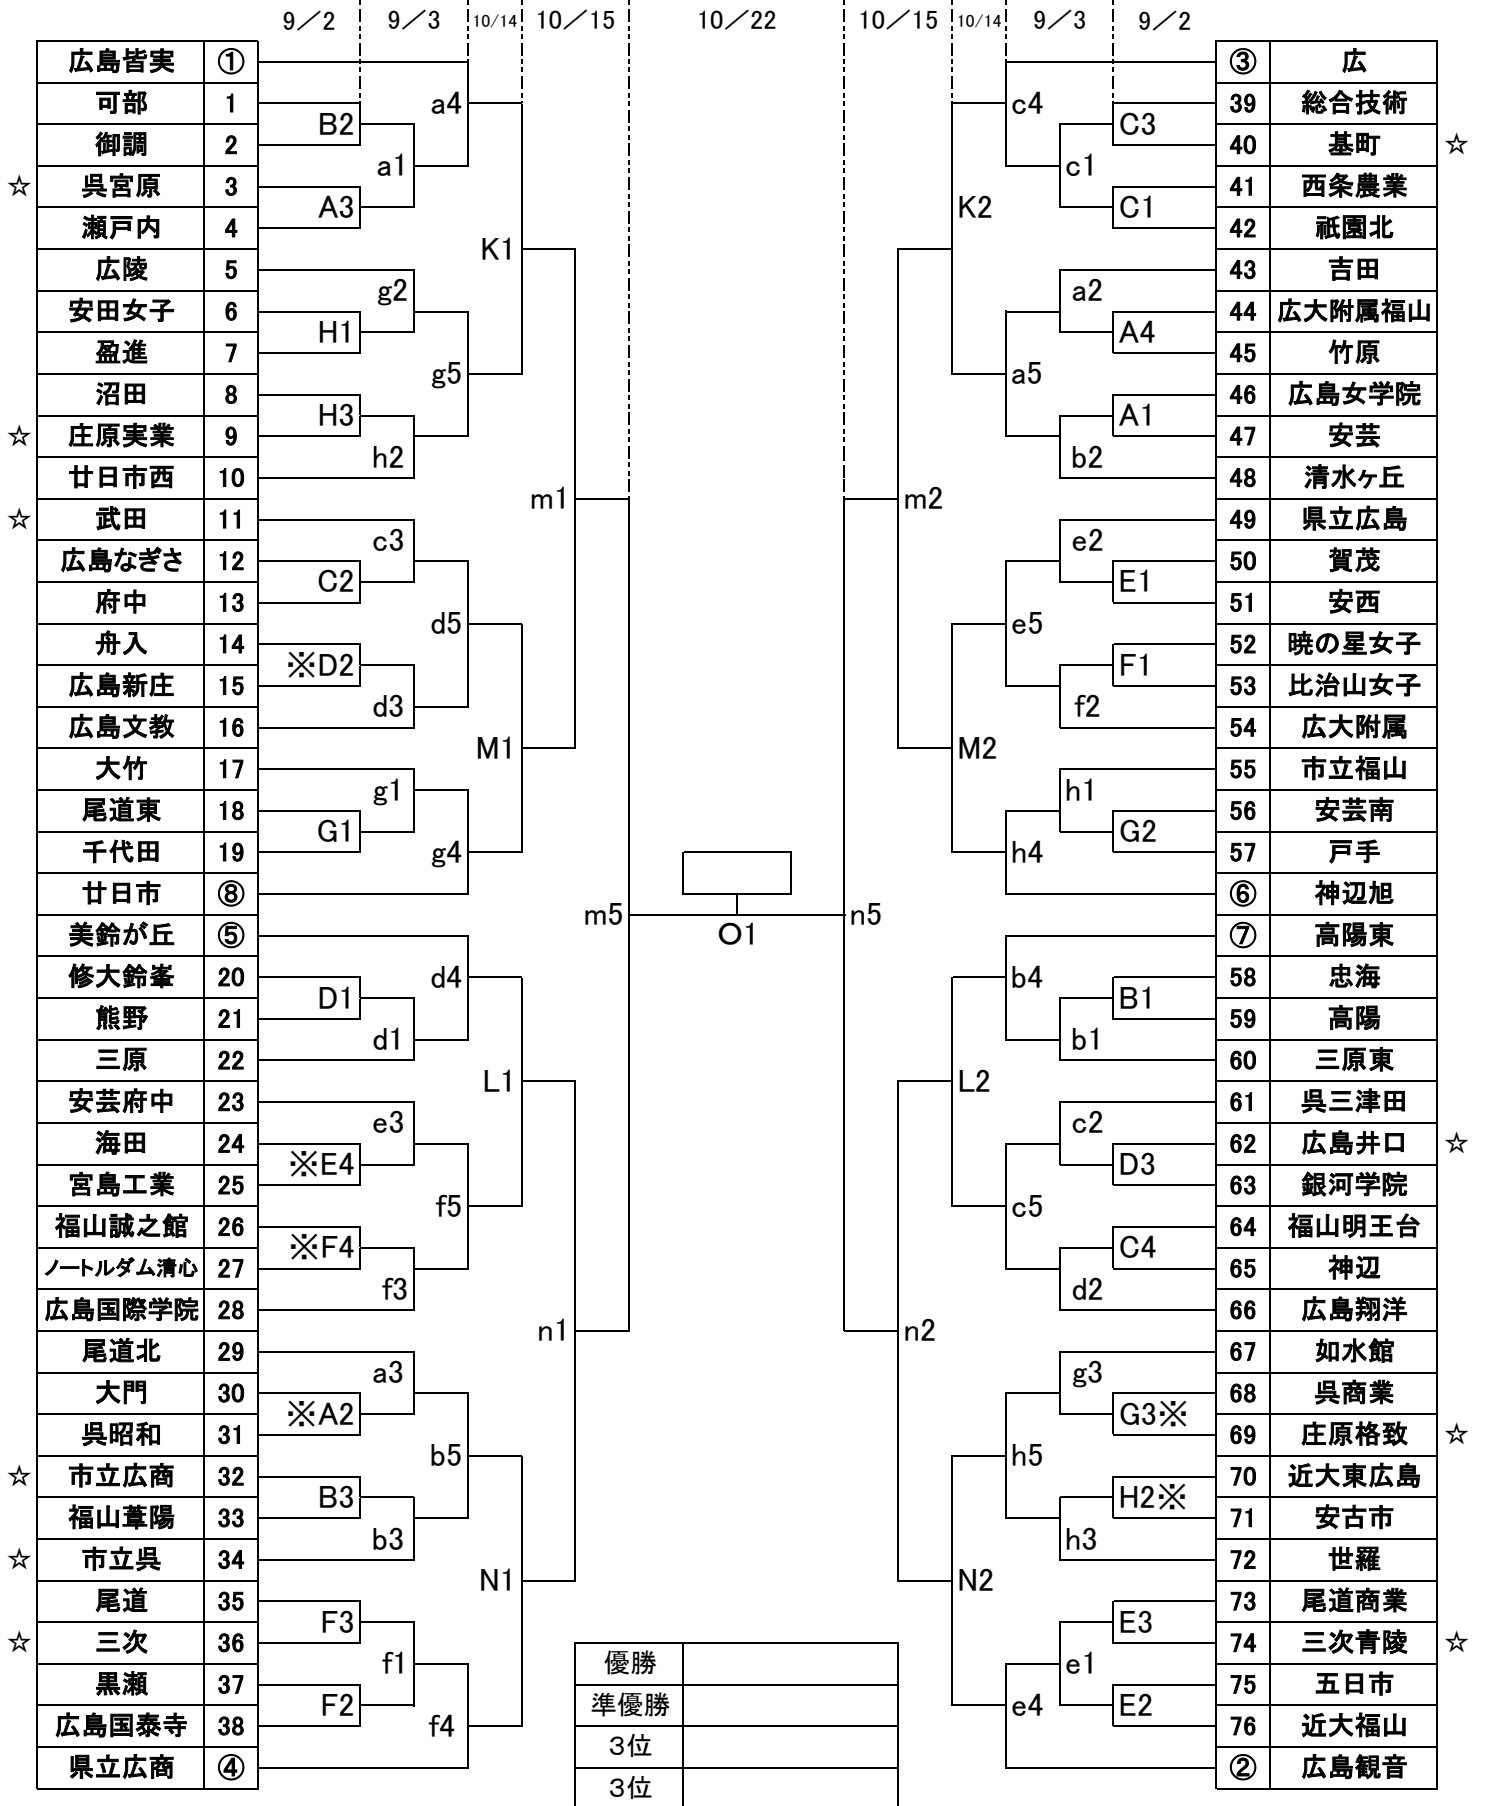 9／2 9／3 10/14 10／15 10／22 10／15 10/14 9／3 9／2
広島皆実 ① ③ 広
可部 1 a4 c4 39 総合技術
B2 C3
御調 2 40 基町 ☆
a1 c1
☆ 呉宮原 3 41 西条農業
A3 K2 C1
瀬戸内 4 42 祇園北
K1
広陵 5 43 吉田
g2 a2
安田女子 6 44 広大附属福山
H1 A4
盈進 7 45 竹原
g5 a5
沼田 8 46 広島女学院
H3 A1
☆ 庄原実業 9 47 安芸
h2 b2
廿日市西 10 48 清水ヶ丘
m1 m2
☆ 武田 11 49 県立広島
c3 e2
広島なぎさ 12 50 賀茂
C2 E1
府中 13 51 安西
d5 e5
舟入 14 52 暁の星女子
※D2 F1
広島新庄 15 53 比治山女子
d3 f2
広島文教 16 54 広大附属
M1 M2
大竹 17 55 市立福山
g1 h1
尾道東 18 56 安芸南
G1 G2
千代田 19 g4 h4 57 戸手
廿日市 ⑧ ⑥ 神辺旭
m5 n5
美鈴が丘 ⑤ O1 ⑦ 高陽東
修大鈴峯 20 d4 b4 58 忠海
D1 B1
熊野 21 59 高陽
d1 b1
三原 22 60 三原東
L1 L2
安芸府中 23 61 呉三津田
e3 c2
海田 24 62 広島井口 ☆
※E4 D3
宮島工業 25 63 銀河学院
f5 c5
福山誠之館 26 64 福山明王台
※F4 C4
ノートルダム清心 27 65 神辺
f3 d2
広島国際学院 28 66 広島翔洋
n1 n2
尾道北 29 67 如水館
a3 g3
大門 30 68 呉商業
※A2 G3※
呉昭和 31 69 庄原格致 ☆
b5 h5
☆ 市立広商 32 70 近大東広島
B3 H2※
福山葦陽 33 71 安古市
b3 h3
☆ 市立呉 34 72 世羅
N1 N2
尾道 35 73 尾道商業
F3 E3
☆ 三次 36 74 三次青陵 ☆
f1 優勝 e1
黒瀬 37 75 五日市
F2 準優勝 e4 E2
広島国泰寺 38 f4 76 近大福山
3位
県立広商 ④ ② 広島観音
3位